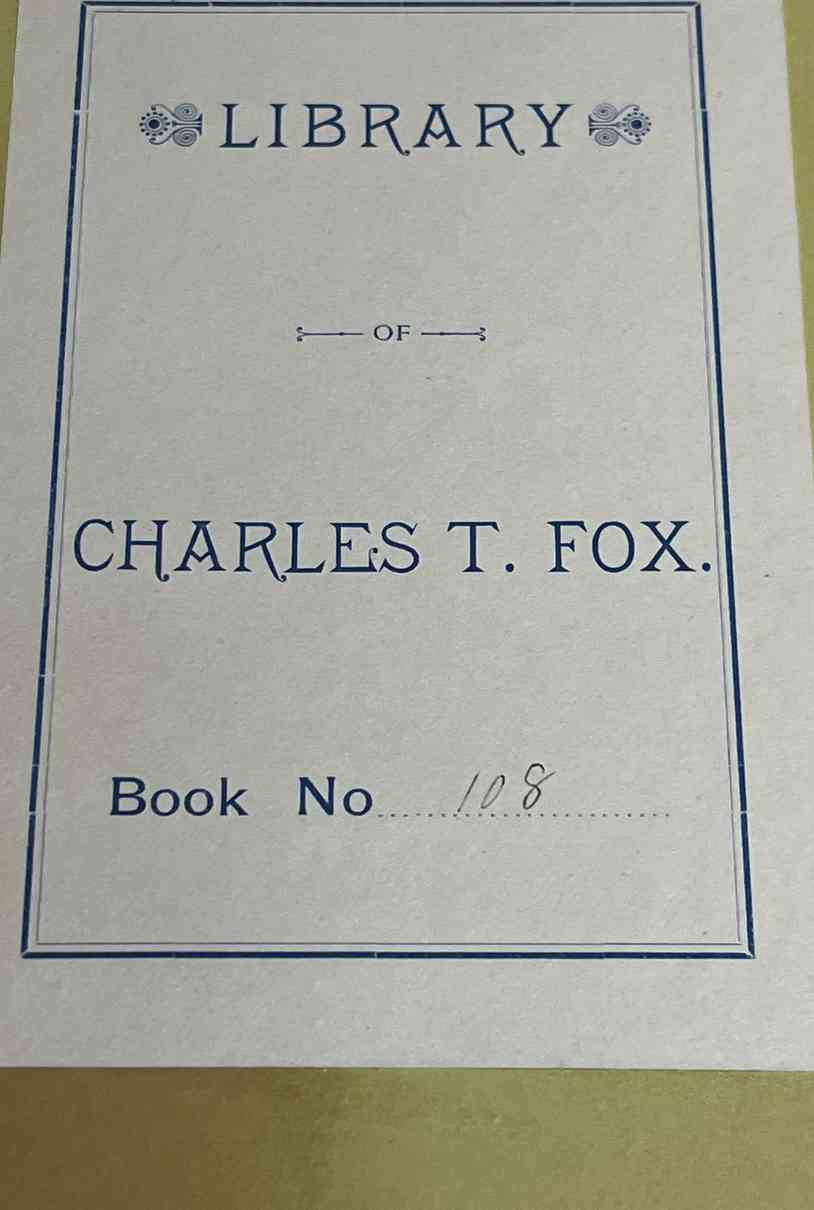 LIBRARY
OF
CHARLES T. FOX.
Book No 108